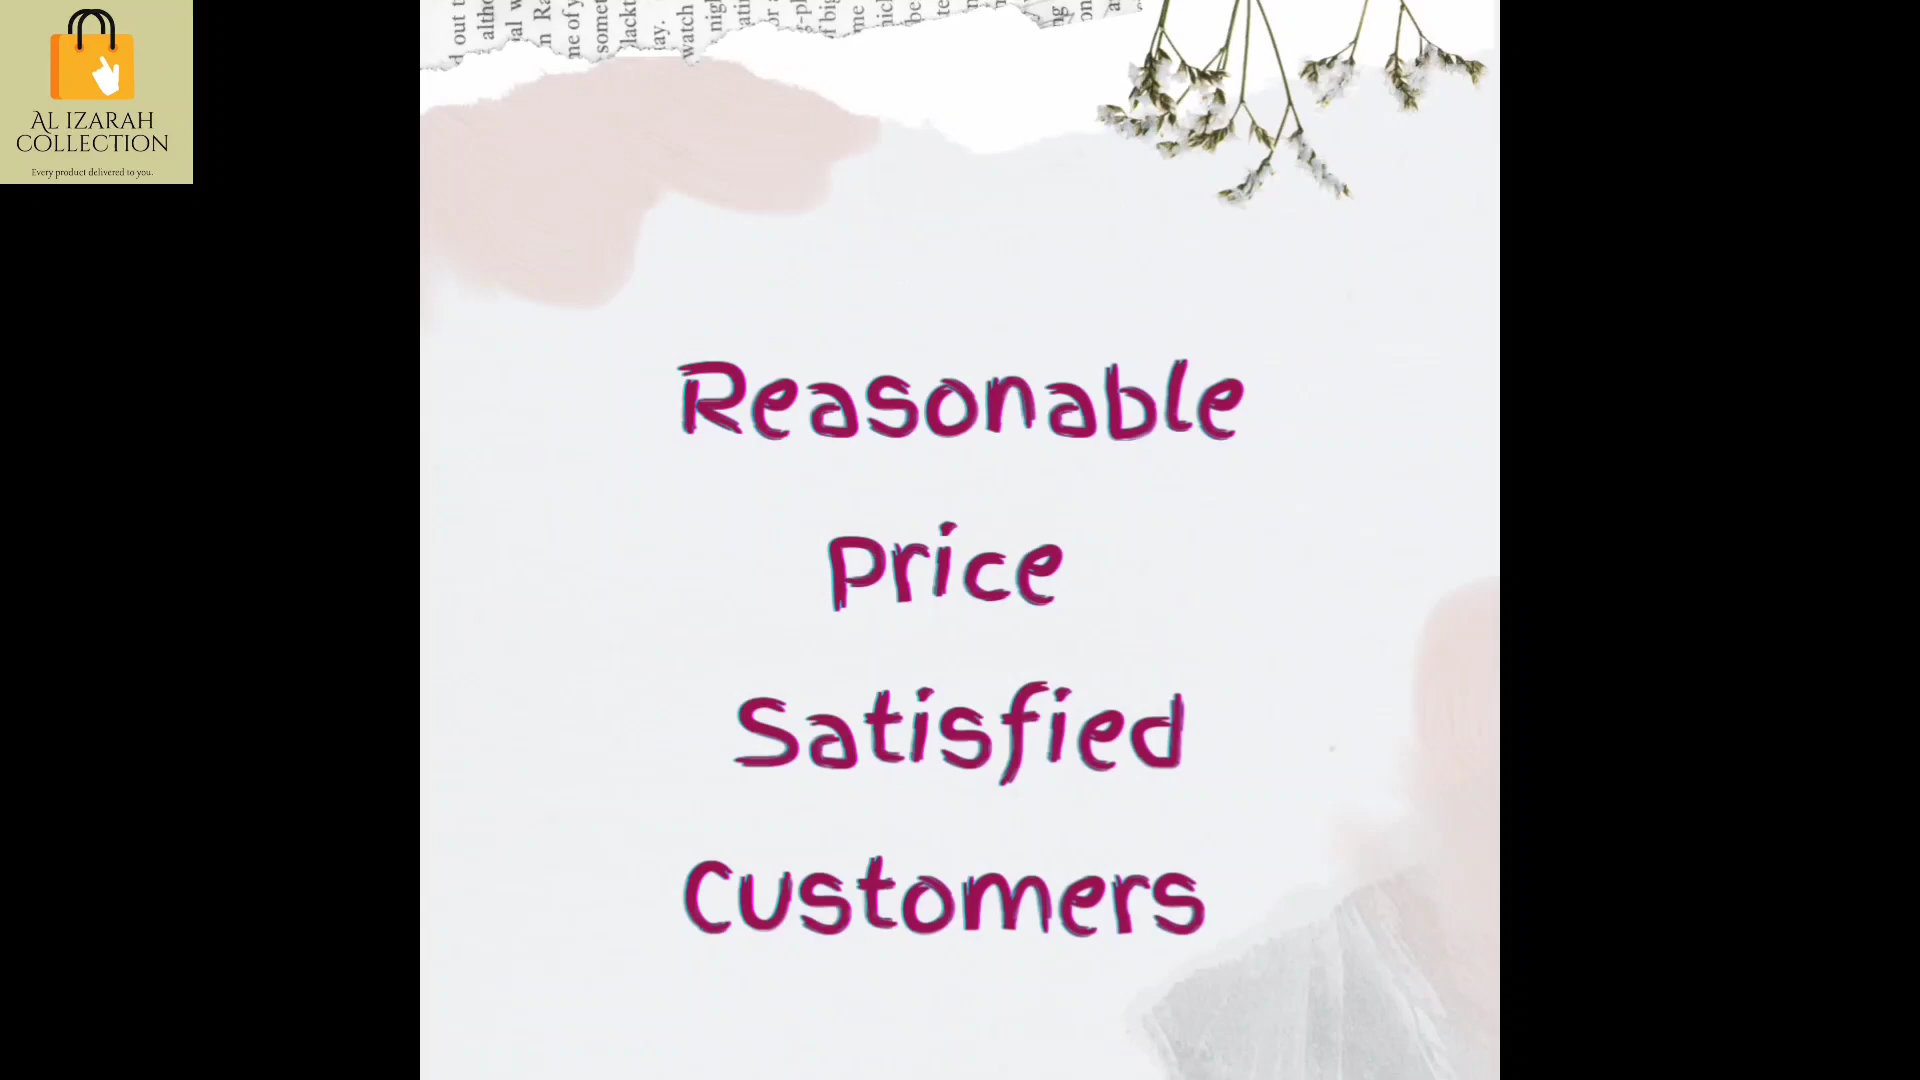 AL IZARAH
COLLECTION
Every product delivered to you.
Reasonable
Price
Satisfied
Customers